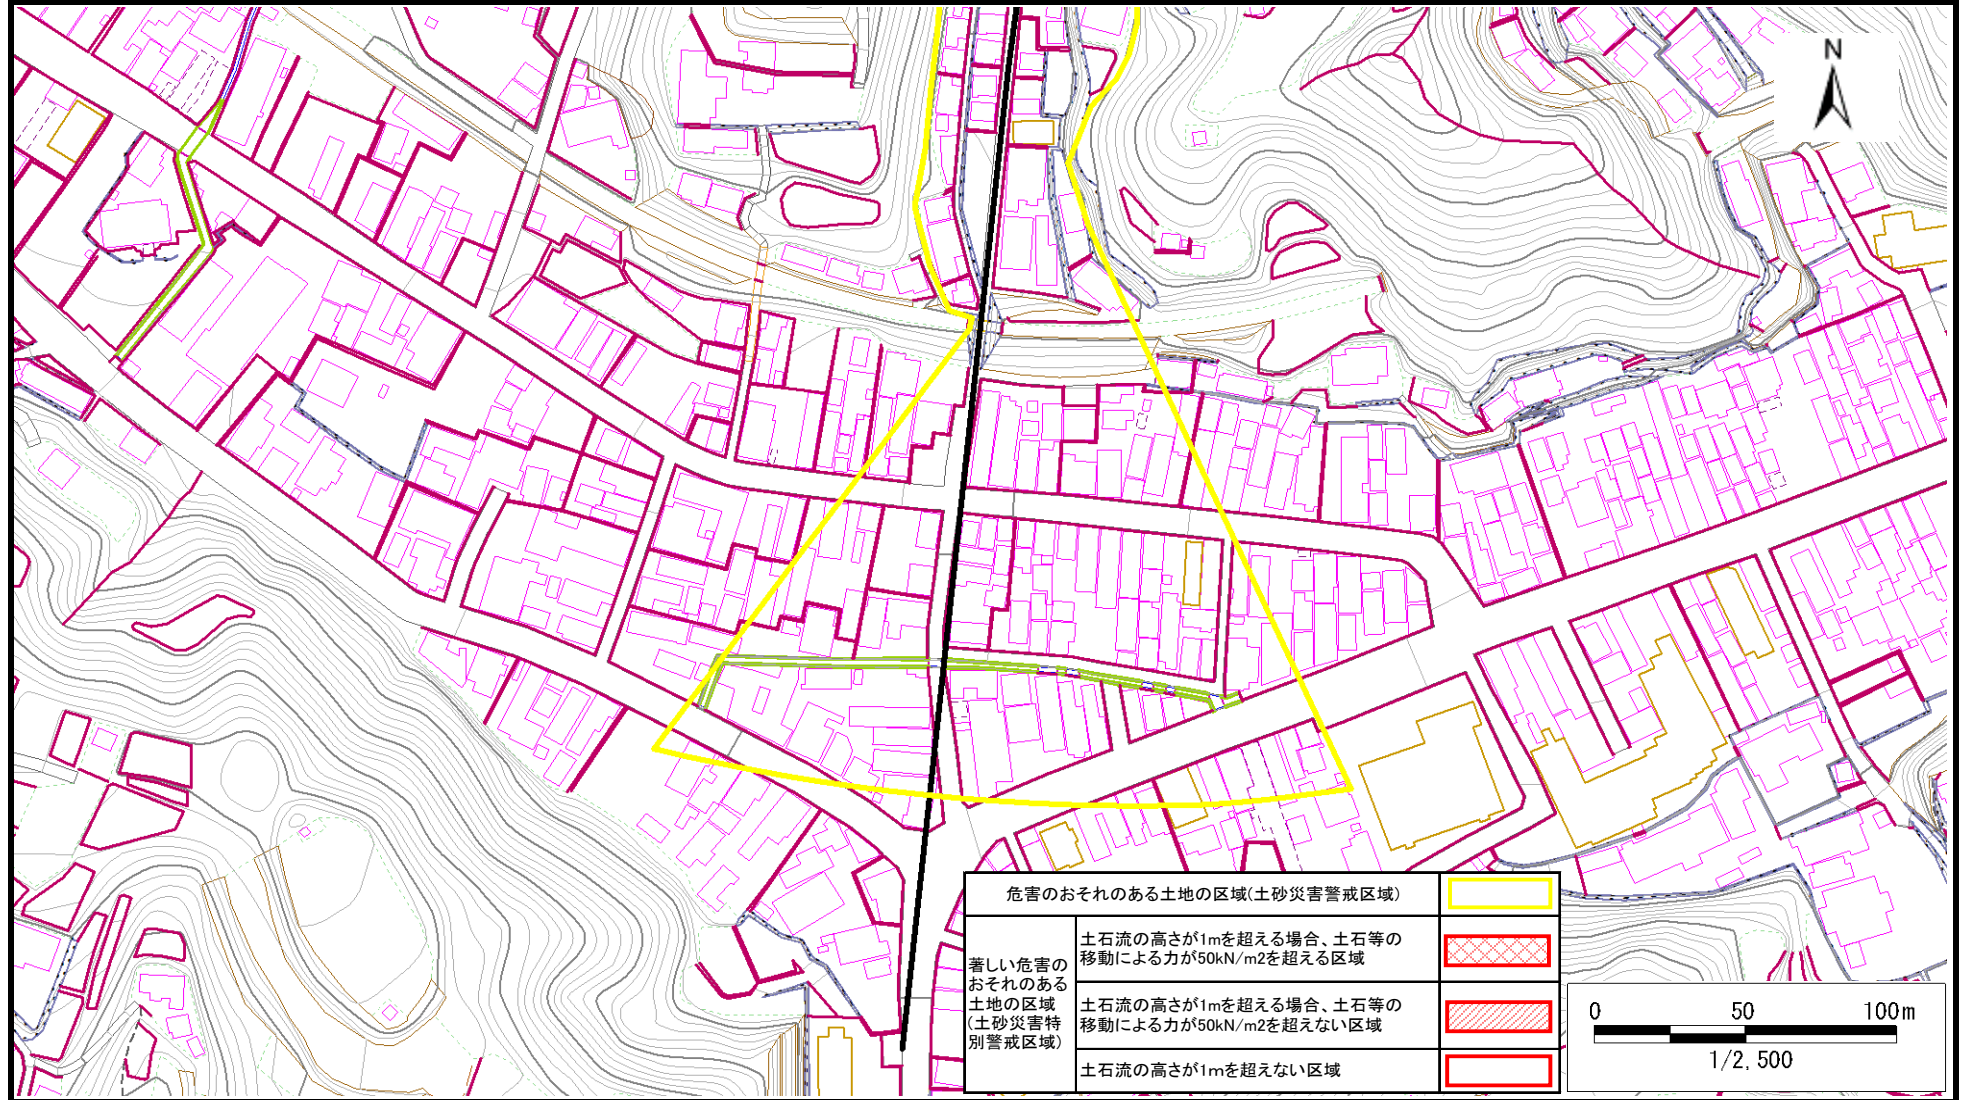 N
危害のおそれのある土地の区域(土砂災害警戒区域)
著しい危害の
おそれのある
土地の区域
(土砂災害特
別警戒区域)
土石流の高さが1mを超える場合、土石等の
移動による力が50kN/m2を超える区域
土石流の高さが1mを超える場合、土石等の
移動による力が50kN/m2を超えない区域
土石流の高さが1mを超えない区域
0 50 100m
1/2,500